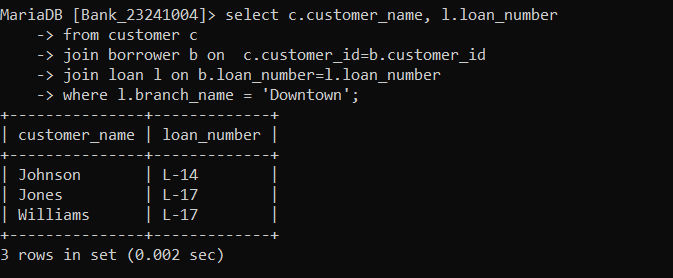 MariaDB [Bank_23241004]> select c.customer_name, l.loan_number
    -> from customer c
    -> join borrower b on  c.customer_id=b.customer_id
    -> join loan l on b.loan_number=l.loan_number
    -> where l.branch_name = 'Downtown';
+---------------+-------------+
| customer_name | loan_number |
+---------------+-------------+
| Johnson       | L-14        |
| Jones         | L-17        |
| Williams      | L-17        |
+---------------+-------------+
3 rows in set (0.002 sec)